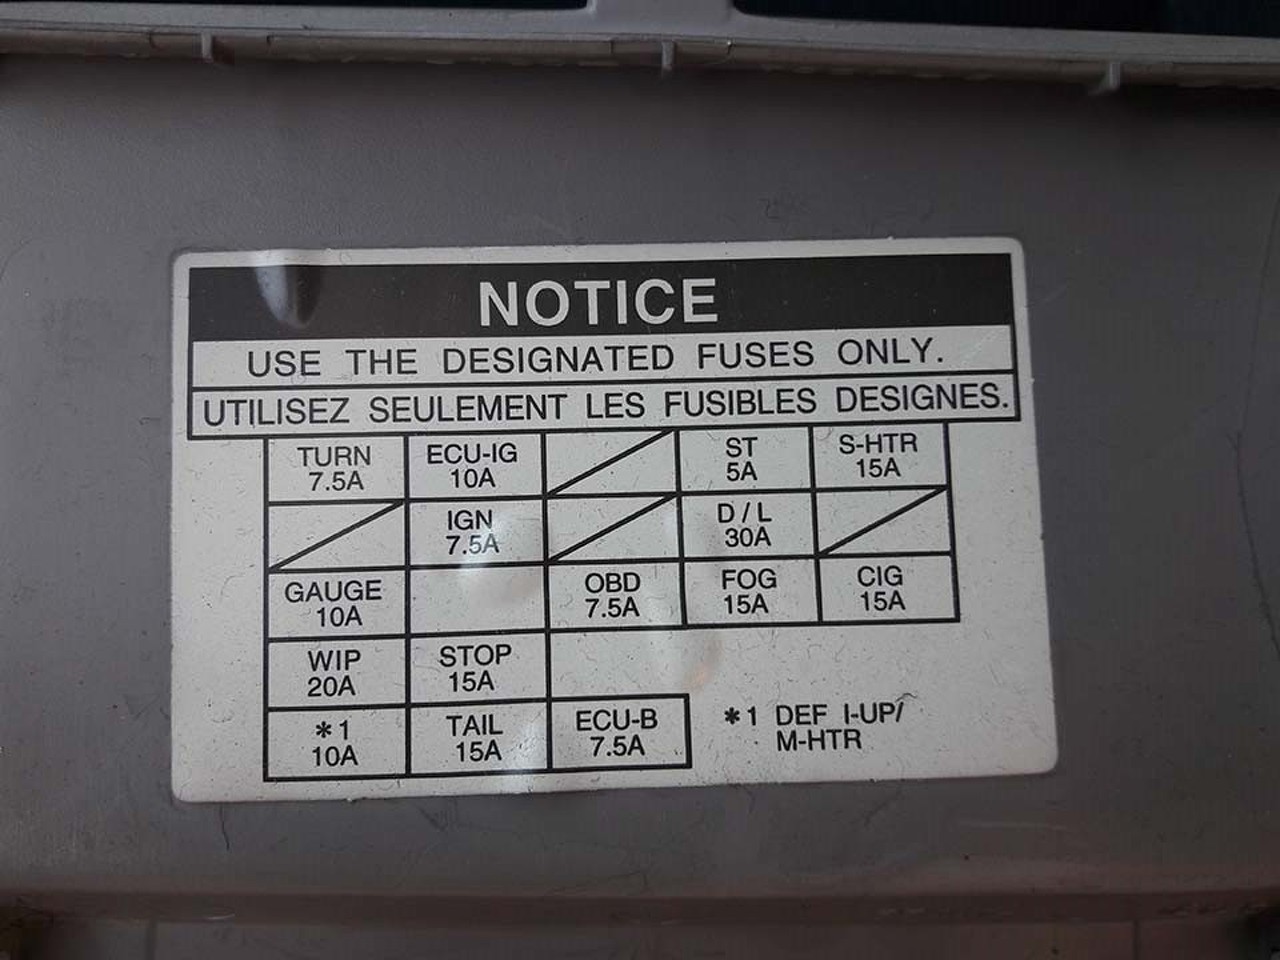 NOTICE
USE THE DESIGNATED FUSES ONLY.
UTILISEZ SEULEMENT LES FUSIBLES DESIGNES.
TURN
7.5A
ECU-IG
10A
ST
5A
S-HTR
15A
IGN
7.5A
D/L
30A
GAUGE
10A
OBD
7.5A
FOG
15A
CIG
15A
WIP
20A
STOP
15A
*1
10A
TAIL
15A
ECU-B
7.5A
*1 DEF I-UP/
M-HTR